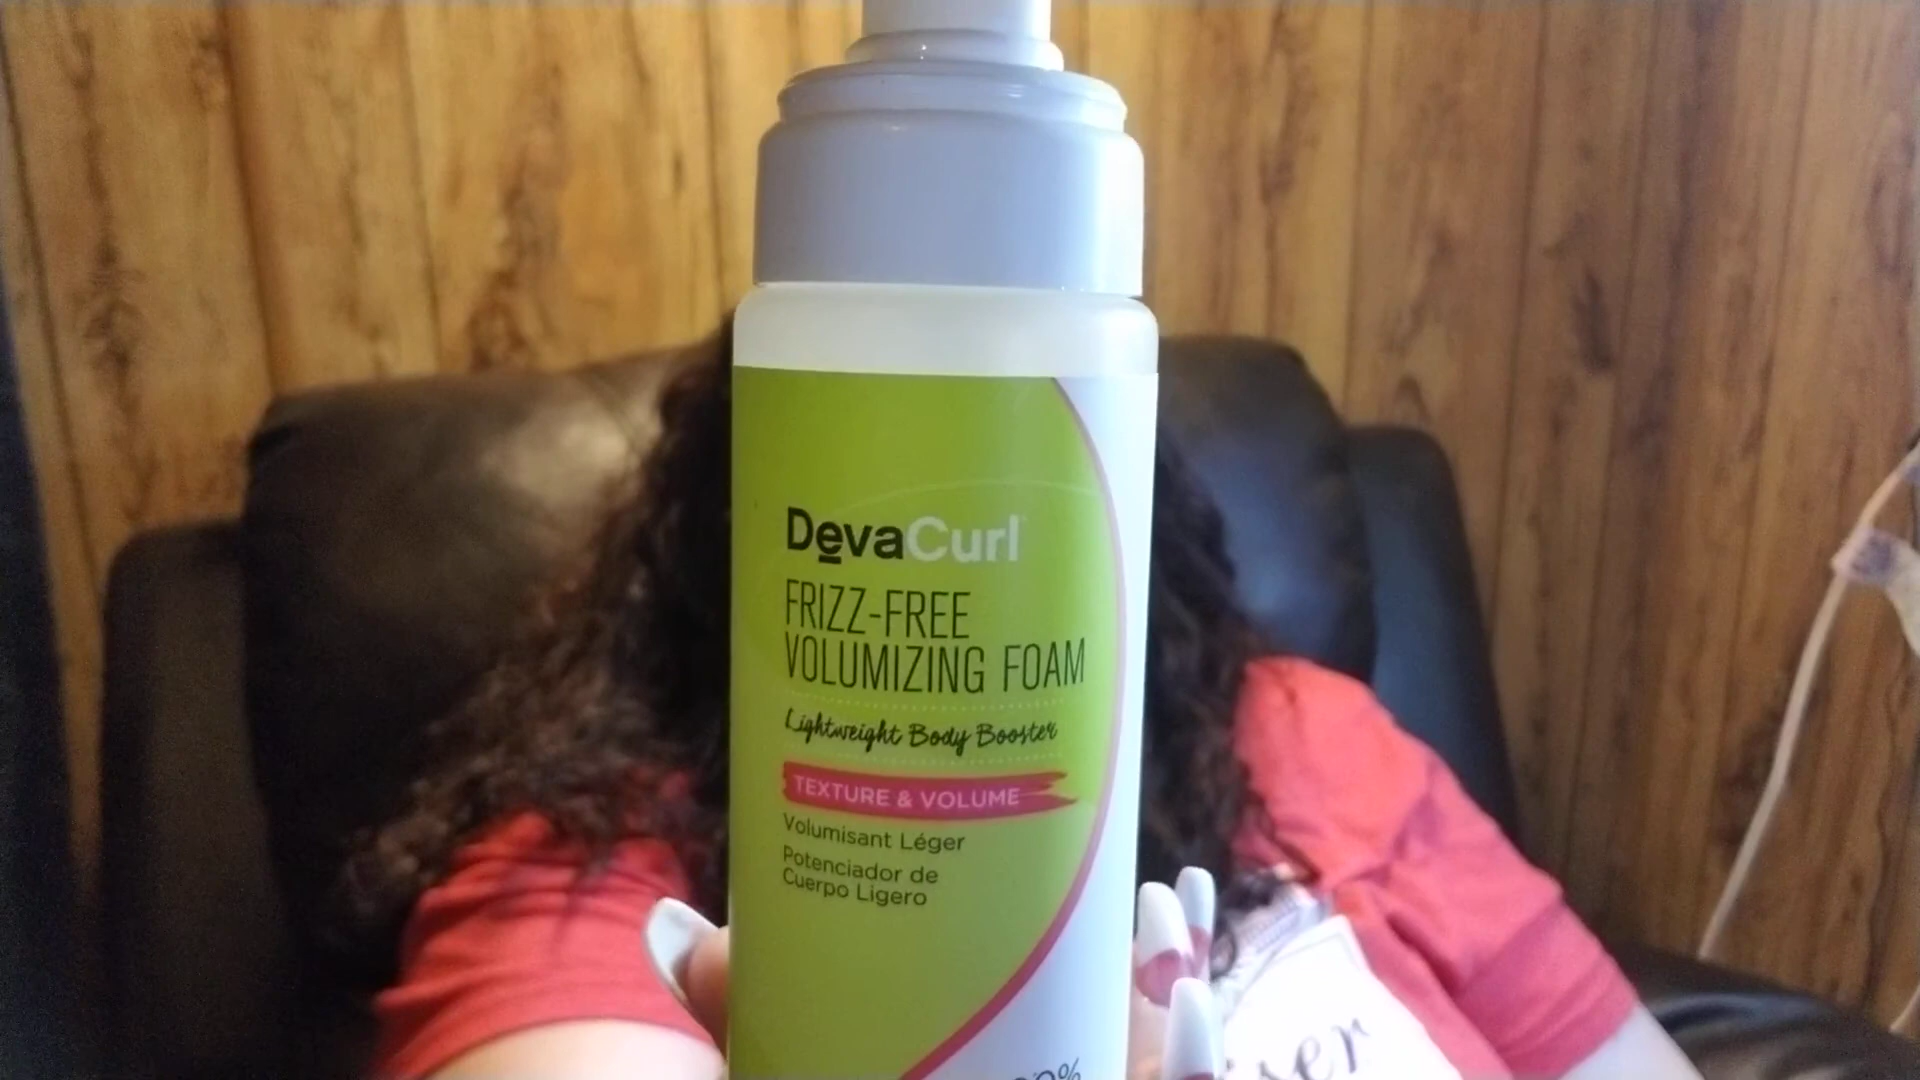 DevaCurl
FRIZZ-FREE
VOLUMIZING FOAM
Lightweight Body Booster
TEXTURE & VOLUME
Volumisant Léger
Potenciador de
Cuerpo Ligero